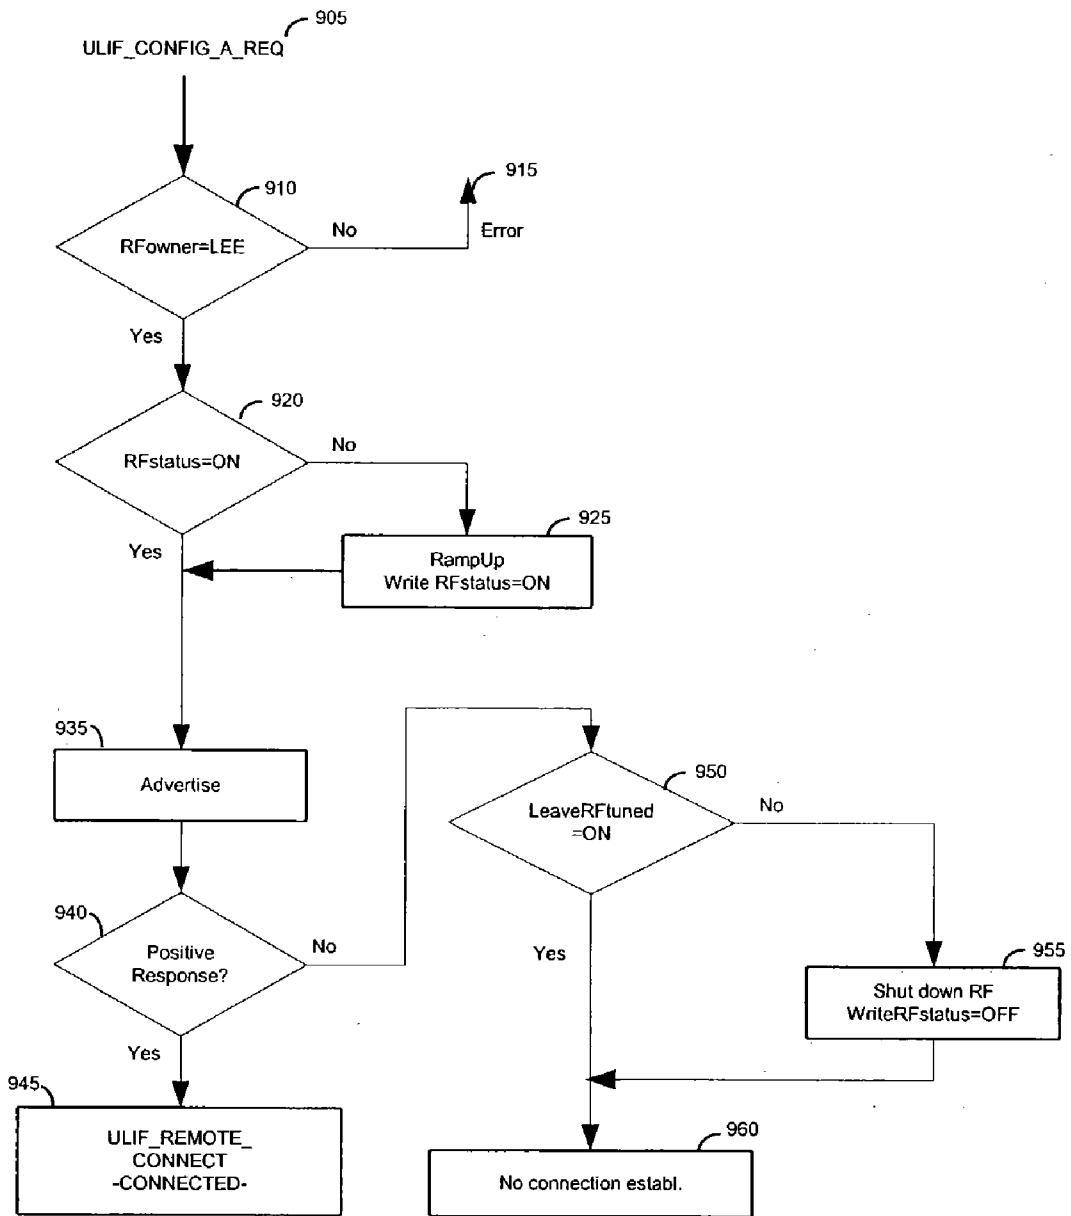 905
ULIF_CONFIG_A_REQ
910
915
RFowner=LEE
No
Error
Yes
920
RFstatus=ON
No
925
Yes
RampUp
Write RFstatus=ON
935
Advertise
950
LeaveRFtuned
=ON
No
940
Positive
Response?
No
Yes
955
Shut down RF
WriteRFstatus=OFF
Yes
945
ULIF_REMOTE_
CONNECT
-CONNECTED-
960
No connection establ.